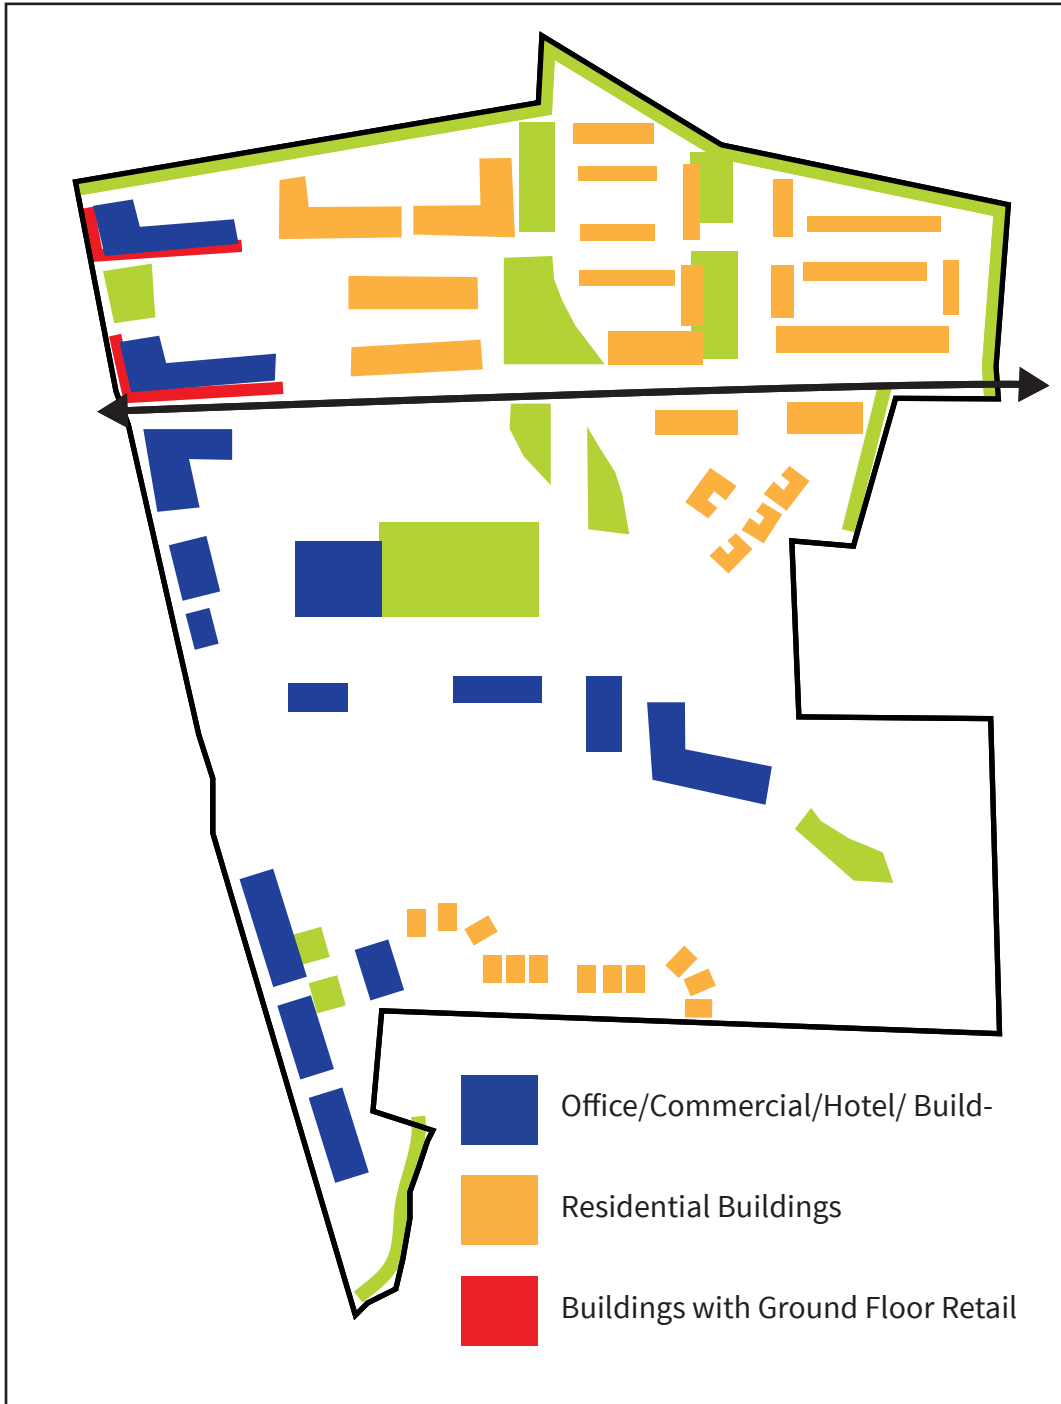 Office/Commercial/Hotel/ Build-
Residential Buildings
Buildings with Ground Floor Retail